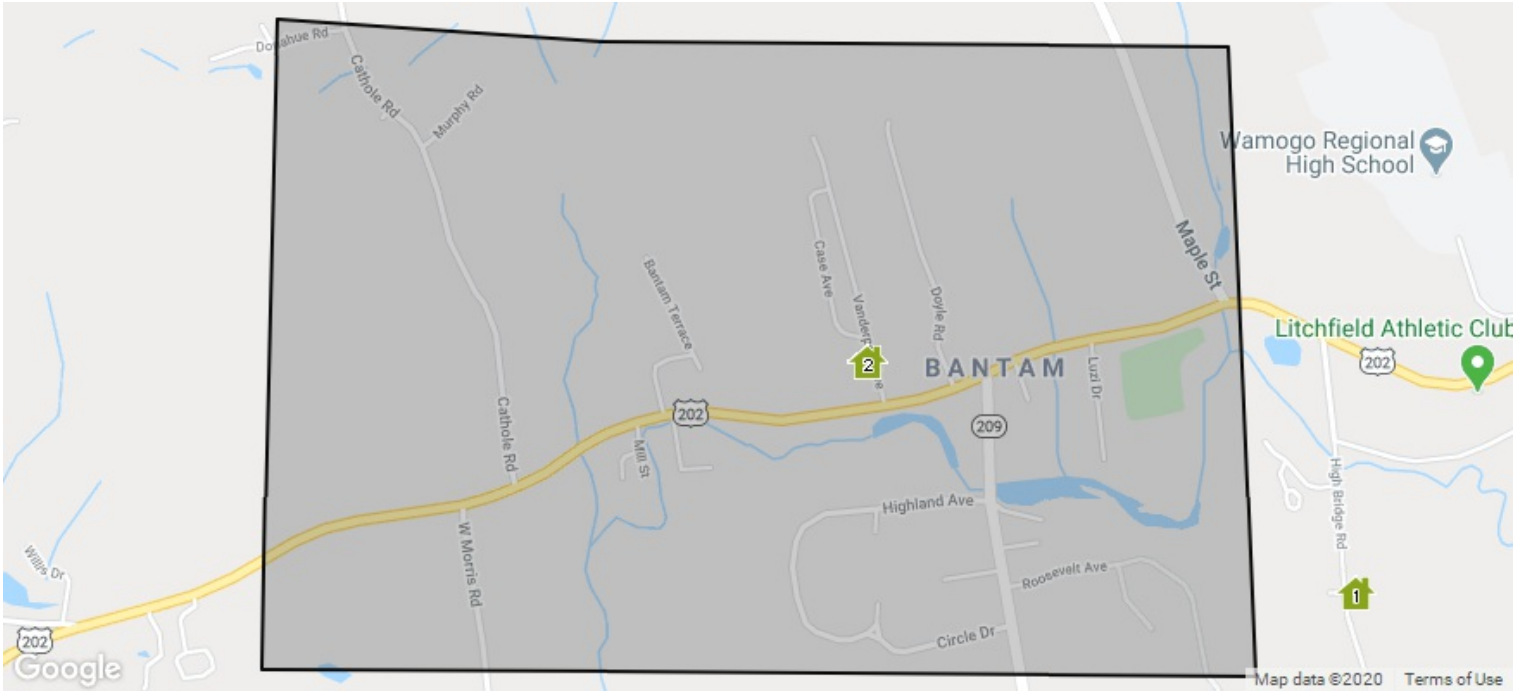 Donahue Rd
Cathole Rd
Murphy Rd
Wamogo Regional
High School
Maple St
Case Ave
Bantam Terrace
Doyle Rd
Litchfield Athletic Club
2
BANTAM
202
Luzi Dr
202
Cathole Rd
209
Mill St
High Bridge Rd
Highland Ave
W Morris Rd
Willis Dr
Roosevelt Ave
1
Circle Dr
202
Google
Map data ©2020
Terms of Use